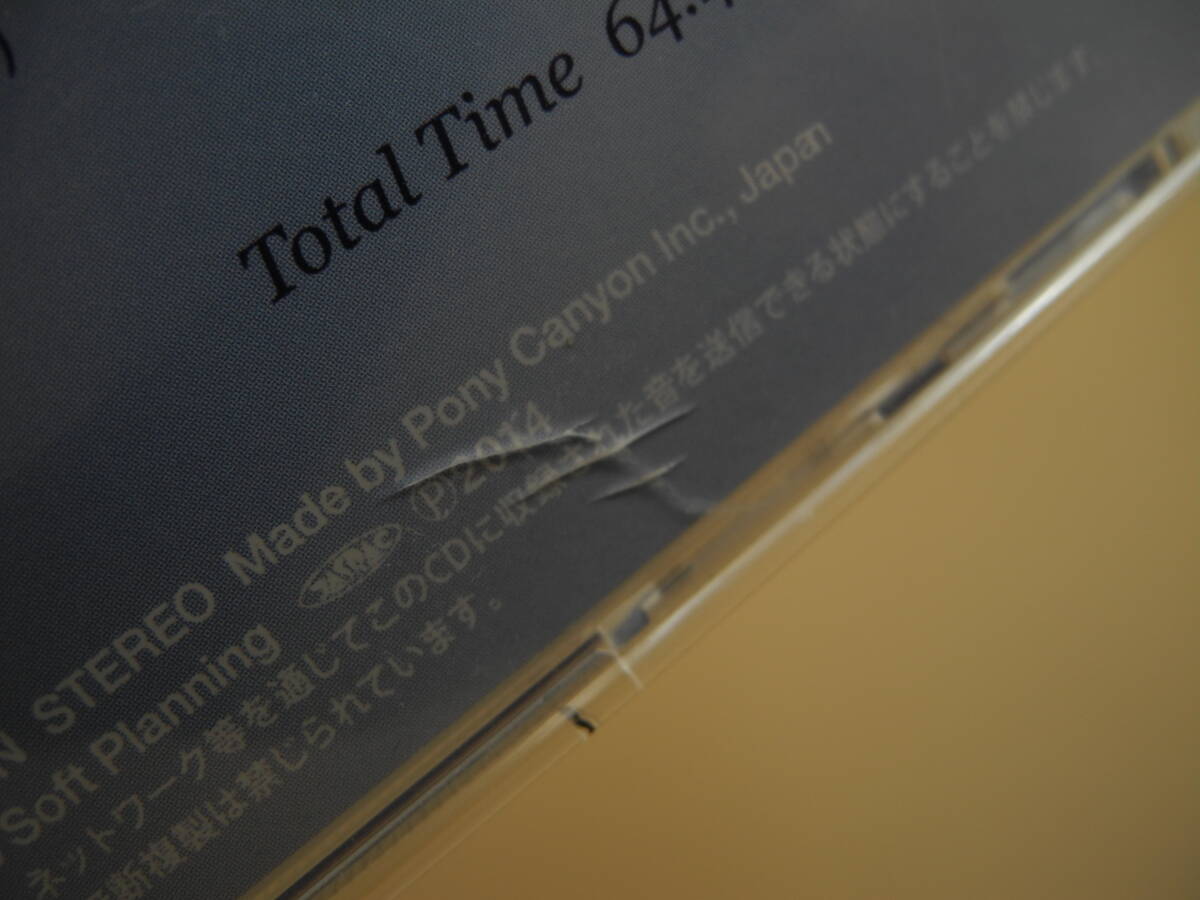 Total Time 64:
STEREO Made by Pony Canyon Inc., Japan
Soft Planning JASRAC ℗2014
ネットワーク等を通じてこのCDに収録された音を送信できる状態にすることを禁じます。
断複製は禁じられています。